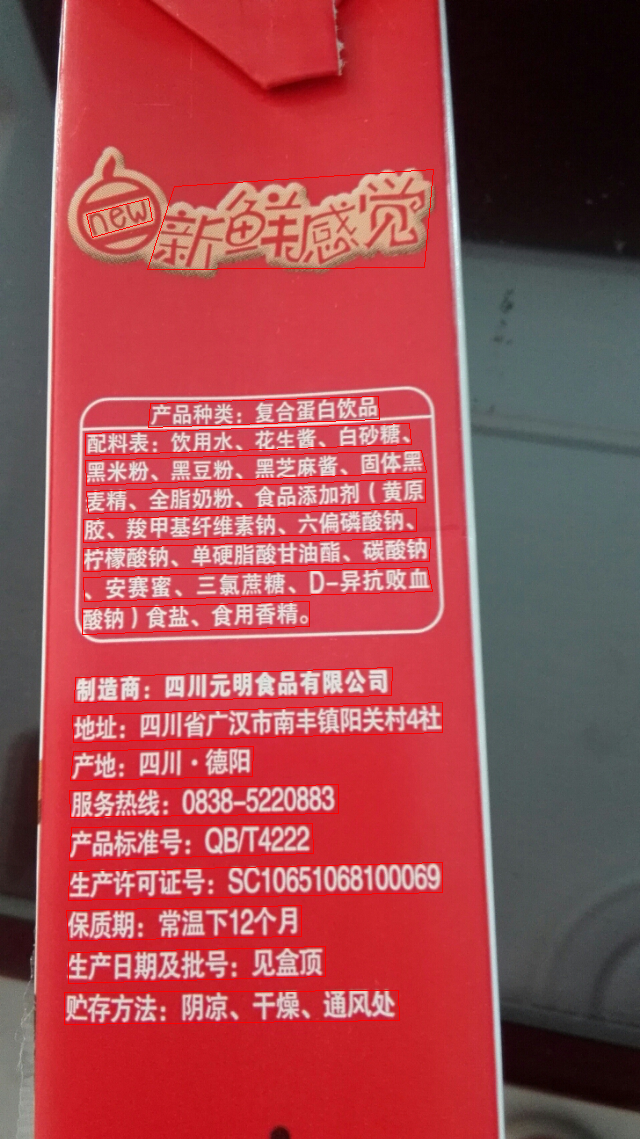 new
新鲜感觉
产品种类：复合蛋白饮品
配料表：饮用水、花生酱、白砂糖、
黑米粉、黑豆粉、黑芝麻酱、固体黑
麦精、全脂奶粉、食品添加剂（黄原
胶、羧甲基纤维素钠、六偏磷酸钠、
柠檬酸钠、单硬脂酸甘油酯、碳酸钠
、安赛蜜、三氯蔗糖、D-异抗败血
酸钠）食盐、食用香精。
制造商：四川元明食品有限公司
地址：四川省广汉市南丰镇阳关村4社
产地：四川·德阳
服务热线：0838-5220883
产品标准号：QB/T4222
生产许可证号：SC10651068100069
保质期：常温下12个月
生产日期及批号：见盒顶
贮存方法：阴凉、干燥、通风处